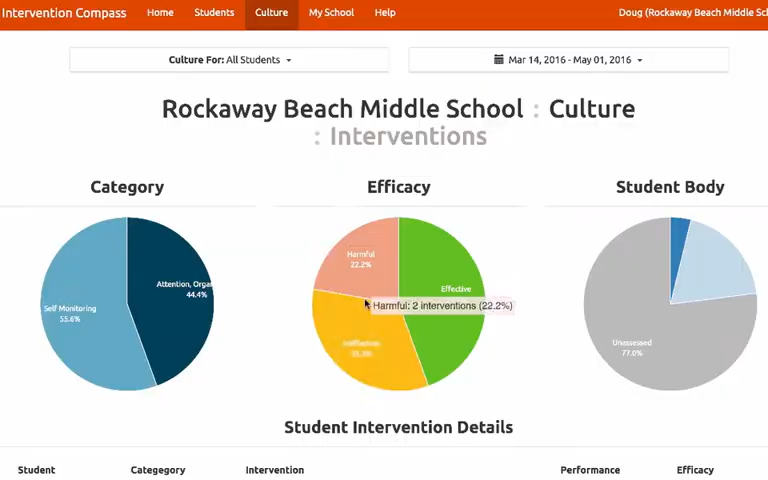 Intervention Compass Home Students Culture My School Help Doug (Rockaway Beach Middle Sc
Culture For: All Students Mar 14, 2016 - May 01, 2016
Rockaway Beach Middle School : Culture
: Interventions
Category Efficacy Student Body
Attention, Orga
44.4%
Self Monitoring
55.6%
Harmful
22.2%
Effective
Harmful: 2 interventions (22.2%)
Unassessed
77.0%
Student Intervention Details
Student Categegory Intervention Performance Efficacy